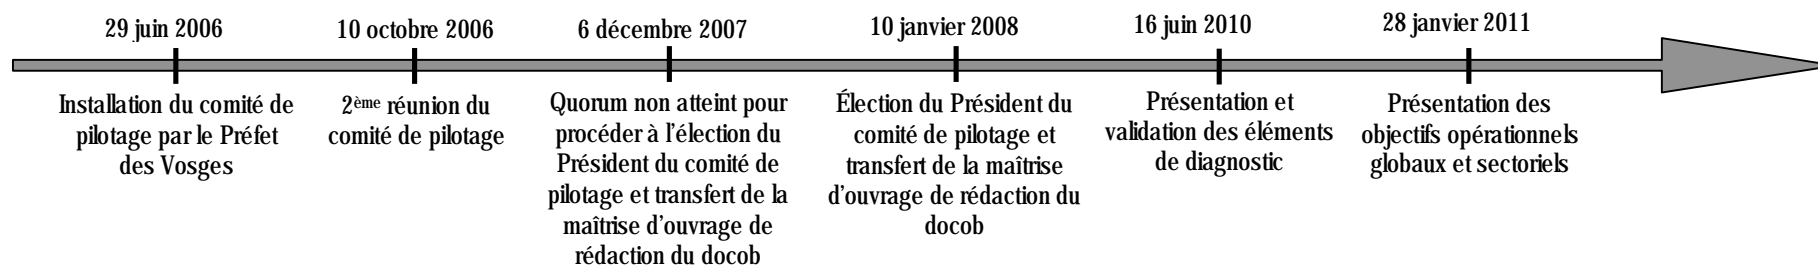 29 juin 2006
Installation du comité de
pilotage par le Préfet
des Vosges
10 octobre 2006
2ème réunion du
comité de pilotage
6 décembre 2007
Quorum non atteint pour
procéder à l'élection du
Président du comité de
pilotage et transfert de la
maîtrise d'ouvrage de
rédaction du docob
10 janvier 2008
Élection du Président du
comité de pilotage et
transfert de la maîtrise
d'ouvrage de rédaction du
docob
16 juin 2010
Présentation et
validation des éléments
de diagnostic
28 janvier 2011
Présentation des
objectifs opérationnels
globaux et sectoriels